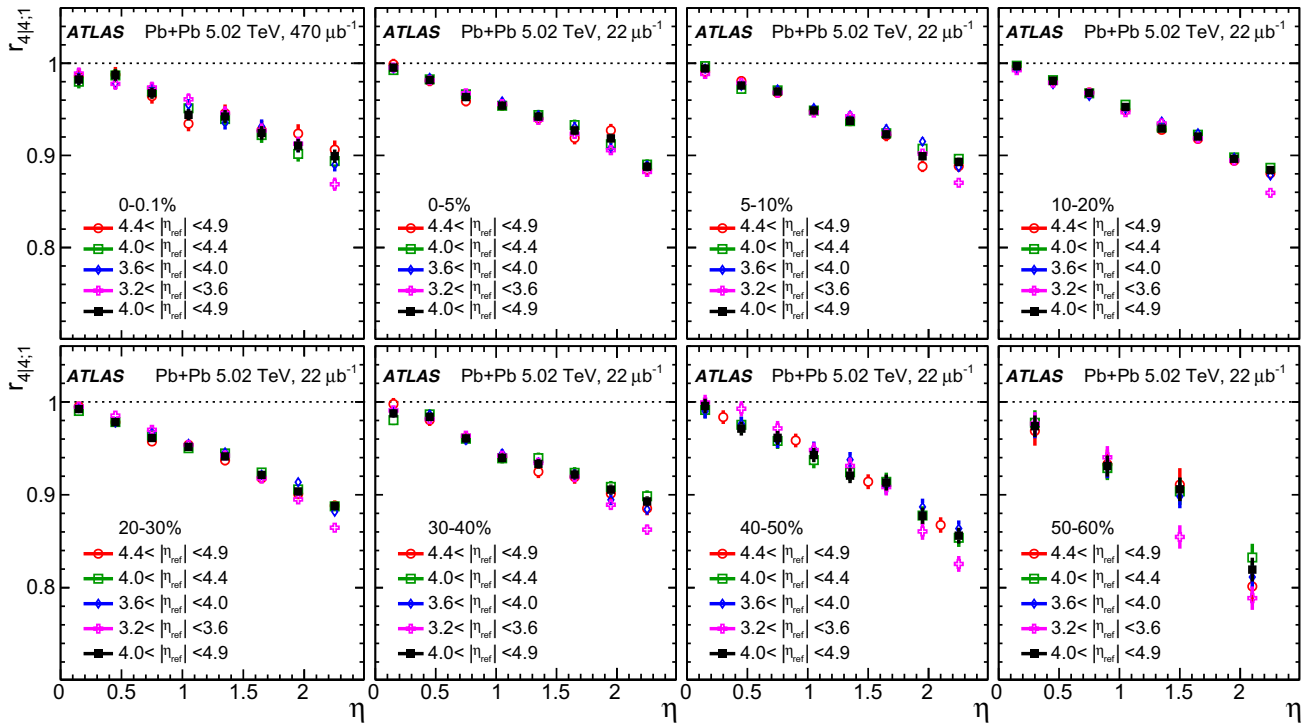 r4|4;1
ATLAS Pb+Pb 5.02 TeV, 470 μb⁻¹
1
0.9
0.8
0-0.1%
4.4< |ηref| <4.9
4.0< |ηref| <4.4
3.6< |ηref| <4.0
3.2< |ηref| <3.6
4.0< |ηref| <4.9
ATLAS Pb+Pb 5.02 TeV, 22 μb⁻¹
0-5%
4.4< |ηref| <4.9
4.0< |ηref| <4.4
3.6< |ηref| <4.0
3.2< |ηref| <3.6
4.0< |ηref| <4.9
ATLAS Pb+Pb 5.02 TeV, 22 μb⁻¹
5-10%
4.4< |ηref| <4.9
4.0< |ηref| <4.4
3.6< |ηref| <4.0
3.2< |ηref| <3.6
4.0< |ηref| <4.9
ATLAS Pb+Pb 5.02 TeV, 22 μb⁻¹
10-20%
4.4< |ηref| <4.9
4.0< |ηref| <4.4
3.6< |ηref| <4.0
3.2< |ηref| <3.6
4.0< |ηref| <4.9
r4|4;1
ATLAS Pb+Pb 5.02 TeV, 22 μb⁻¹
1
0.9
0.8
20-30%
4.4< |ηref| <4.9
4.0< |ηref| <4.4
3.6< |ηref| <4.0
3.2< |ηref| <3.6
4.0< |ηref| <4.9
0 0.5 1 1.5 2 η
ATLAS Pb+Pb 5.02 TeV, 22 μb⁻¹
30-40%
4.4< |ηref| <4.9
4.0< |ηref| <4.4
3.6< |ηref| <4.0
3.2< |ηref| <3.6
4.0< |ηref| <4.9
0 0.5 1 1.5 2 η
ATLAS Pb+Pb 5.02 TeV, 22 μb⁻¹
40-50%
4.4< |ηref| <4.9
4.0< |ηref| <4.4
3.6< |ηref| <4.0
3.2< |ηref| <3.6
4.0< |ηref| <4.9
0 0.5 1 1.5 2 η
ATLAS Pb+Pb 5.02 TeV, 22 μb⁻¹
50-60%
4.4< |ηref| <4.9
4.0< |ηref| <4.4
3.6< |ηref| <4.0
3.2< |ηref| <3.6
4.0< |ηref| <4.9
0 0.5 1 1.5 2 η